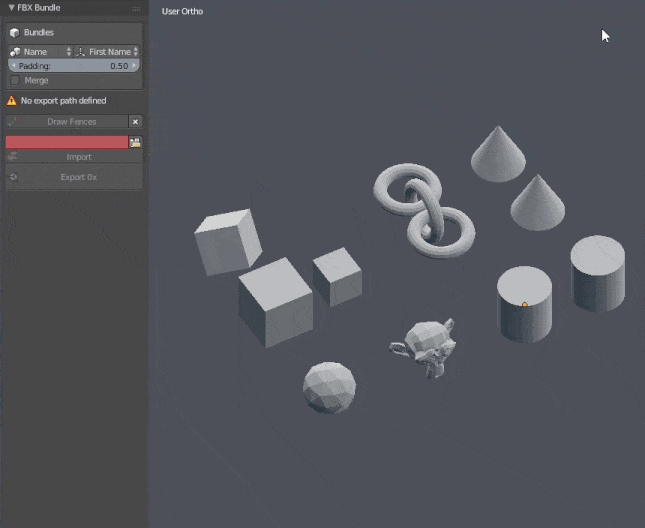 FBX Bundle
User Ortho
Bundles
Name First Name
Padding: 0.50
Merge
No export path defined
Draw Fences
Import
Export 0x